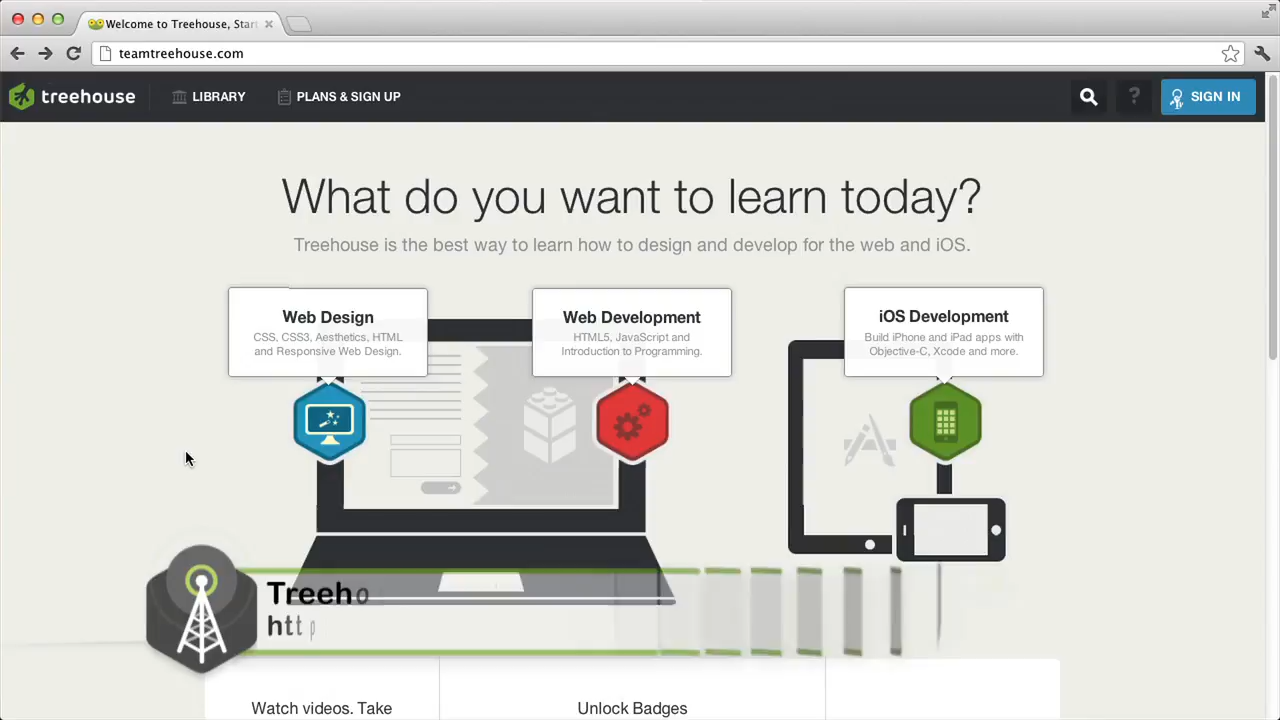 Welcome to Treehouse, Start
teamtreehouse.com
treehouse
LIBRARY
PLANS & SIGN UP
?
SIGN IN
What do you want to learn today?
Treehouse is the best way to learn how to design and develop for the web and iOS.
Web Design
CSS, CSS3, Aesthetics, HTML
and Responsive Web Design.
Web Development
HTML5, JavaScript and
Introduction to Programming.
iOS Development
Build iPhone and iPad apps with
Objective-C, Xcode and more.
Treeho
http
Watch videos. Take
Unlock Badges